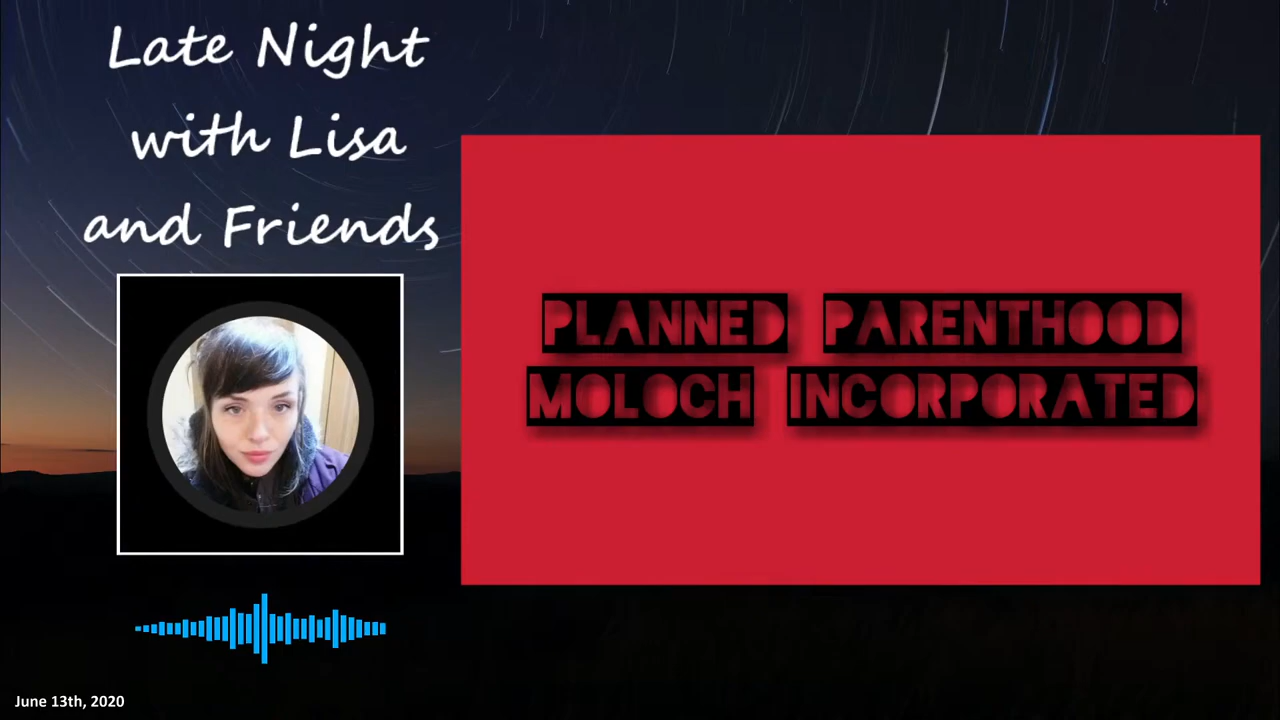 Late Night
with Lisa
and Friends
PLANNED PARENTHOOD
MOLOCH INCORPORATED
June 13th, 2020